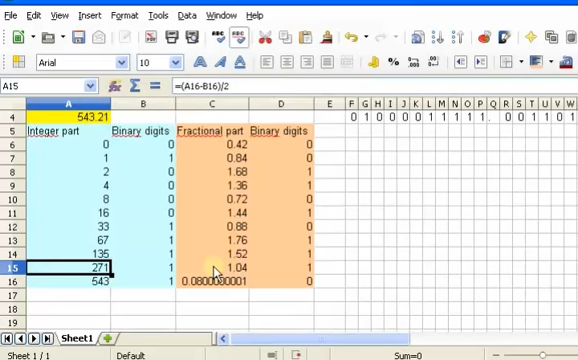 File Edit View Insert Format Tools Data Window Help
Arial 10
A15 =(A16-B16)/2
A B C D E F G H I J K L M N O P Q R S T U V W
4 543.21 0 1 0 0 0 0 1 1 1 1 1. 0 0 1 1 0 1 0 1
5 Integer part Binary digits Fractional part Binary digits
6 0 0 0.42 0
7 1 1 0.84 0
8 2 0 1.68 1
9 4 0 1.36 1
10 8 0 0.72 0
11 16 0 1.44 1
12 33 1 0.88 0
13 67 1 1.76 1
14 135 1 1.52 1
15 271 1 1.04 1
16 543 1 0.0800000001 0
17
18
19
Sheet1
Sheet 1 / 1 Default Sum=0